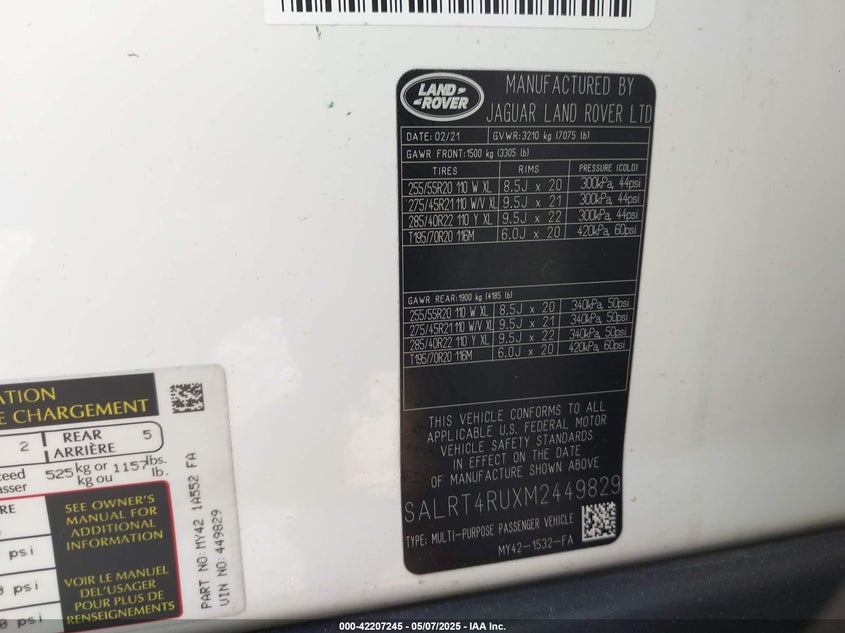 LAND ROVER
MANUFACTURED BY
JAGUAR LAND ROVER LTD
DATE: 02/21 GVWR: 3210 kg (7075 lb)
GAWR FRONT: 1500 kg (3305 lb)
TIRES RIMS PRESSURE (COLD)
255/55R20 110 W XL 8.5J x 20 300kPa, 44psi
275/45R21 110 W/V XL 9.5J x 21 300kPa, 44psi
285/40R22 110 Y XL 9.5J x 22 300kPa, 44psi
T195/70R20 116M 6.0J x 20 420kPa, 60psi
GAWR REAR: 1900 kg (4185 lb)
255/55R20 110 W XL 8.5J x 20 340kPa, 50psi
275/45R21 110 W/V XL 9.5J x 21 340kPa, 50psi
285/40R22 110 Y XL 9.5J x 22 340kPa, 50psi
T195/70R20 116M 6.0J x 20 420kPa, 60psi
THIS VEHICLE CONFORMS TO ALL
APPLICABLE U.S. FEDERAL MOTOR
VEHICLE SAFETY STANDARDS
IN EFFECT ON THE DATE
OF MANUFACTURE SHOWN ABOVE
SALRT4RUXM2449829
TYPE: MULTI-PURPOSE PASSENGER VEHICLE
MY42-1532-FA
CHARGEMENT
2 REAR 5
ARRIÈRE
525 kg or 1157 lbs.
kg ou lb.
SEE OWNER'S
MANUAL FOR
ADDITIONAL
INFORMATION
psi
VOIR LE MANUEL
DEL'USAGER
POUR PLUS DE
RENSEIGNEMENTS
psi
psi
PART NO: MY42 1A552 FA
VIN NO: 449829
000-42207245 - 05/07/2025 - IAA Inc.